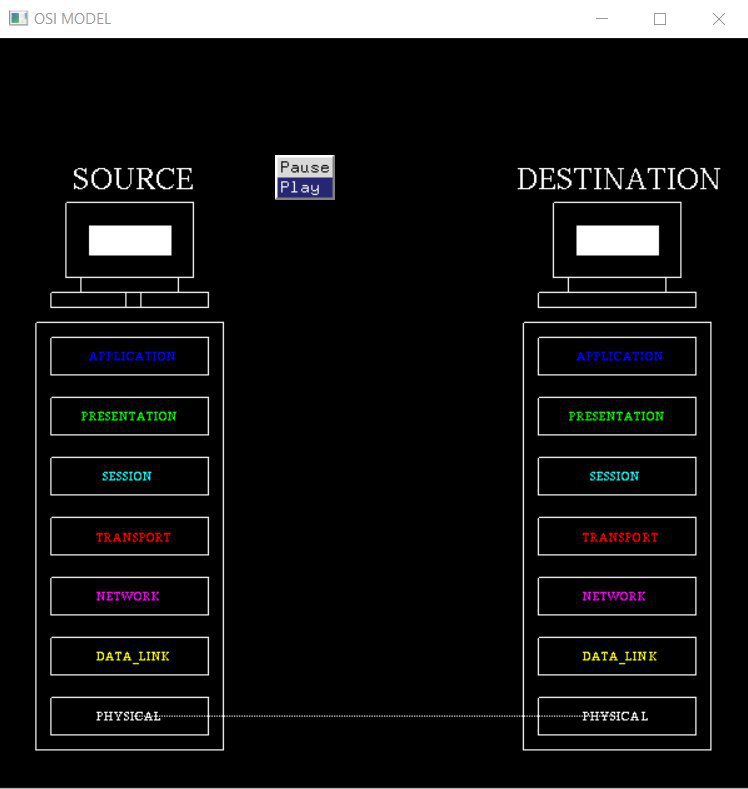 OSI MODEL
Pause
Play
SOURCE
DESTINATION
APPLICATION
APPLICATION
PRESENTATION
PRESENTATION
SESSION
SESSION
TRANSPORT
TRANSPORT
NETWORK
NETWORK
DATA_LINK
DATA_LINK
PHYSICAL
PHYSICAL